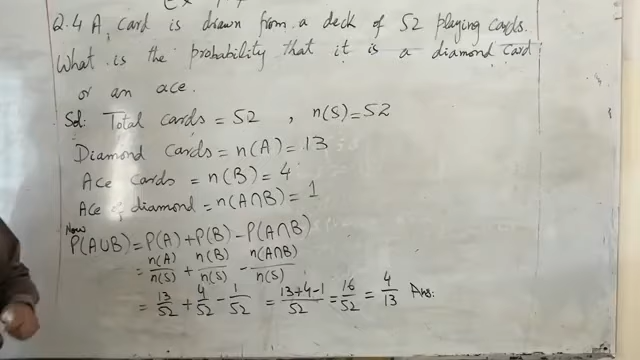 Q.4 A card is drawn from a deck of 52 playing cards.
What is the probability that it is a diamond card
or an ace.
Sol: Total cards = 52 , n(S) = 52
Diamond cards = n(A) = 13
Ace cards = n(B) = 4
Ace of diamond = n(A∩B) = 1
Now
P(A∪B) = P(A) + P(B) - P(A∩B)
= n(A)/n(S) + n(B)/n(S) - n(A∩B)/n(S)
= 13/52 + 4/52 - 1/52 = 13+4-1/52 = 16/52 = 4/13 Ans: